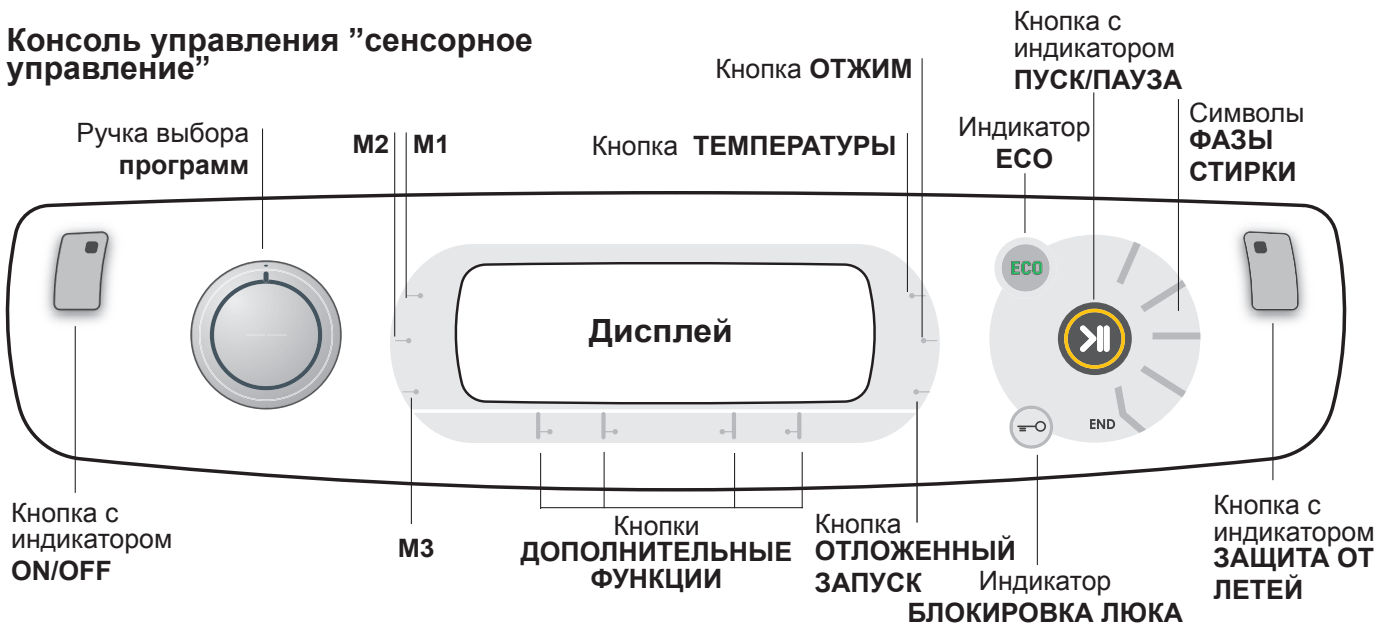 Консоль управления ”сенсорное
управление”
Кнопка с
индикатором
ПУСК/ПАУЗА
Кнопка ОТЖИМ
Ручка выбора
программ
M2
M1
Кнопка ТЕМПЕРАТУРЫ
Индикатор
ECO
Символы
ФАЗЫ
СТИРКИ
ECO
Дисплей
END
Кнопка с
индикатором
ON/OFF
M3
Кнопки
ДОПОЛНИТЕЛЬНЫЕ
ФУНКЦИИ
Кнопка
ОТЛОЖЕННЫЙ
ЗАПУСК
Индикатор
БЛОКИРОВКА ЛЮКА
Кнопка с
индикатором
ЗАЩИТА ОТ
ЛЕТЕЙ